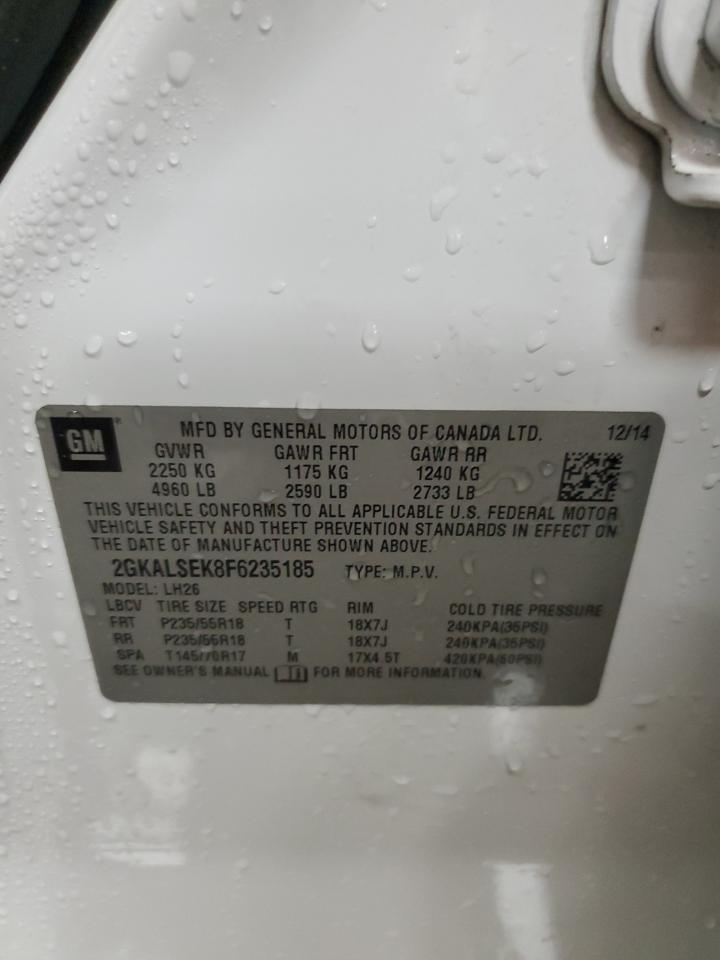 GM ®
MFD BY GENERAL MOTORS OF CANADA LTD. 12/14
GVWR GAWR FRT GAWR RR
2250 KG 1175 KG 1240 KG
4960 LB 2590 LB 2733 LB
THIS VEHICLE CONFORMS TO ALL APPLICABLE U.S. FEDERAL MOTOR
VEHICLE SAFETY AND THEFT PREVENTION STANDARDS IN EFFECT ON
THE DATE OF MANUFACTURE SHOWN ABOVE.
2GKALSEK8F6235185 TYPE: M.P.V.
MODEL: LH26
LBCV TIRE SIZE SPEED RTG RIM COLD TIRE PRESSURE
FRT P235/55R18 T 18X7J 240KPA(35PSI)
RR P235/55R18 T 18X7J 240KPA(35PSI)
SPA T145/70R17 M 17X4.5T 420KPA(60PSI)
SEE OWNER'S MANUAL FOR MORE INFORMATION